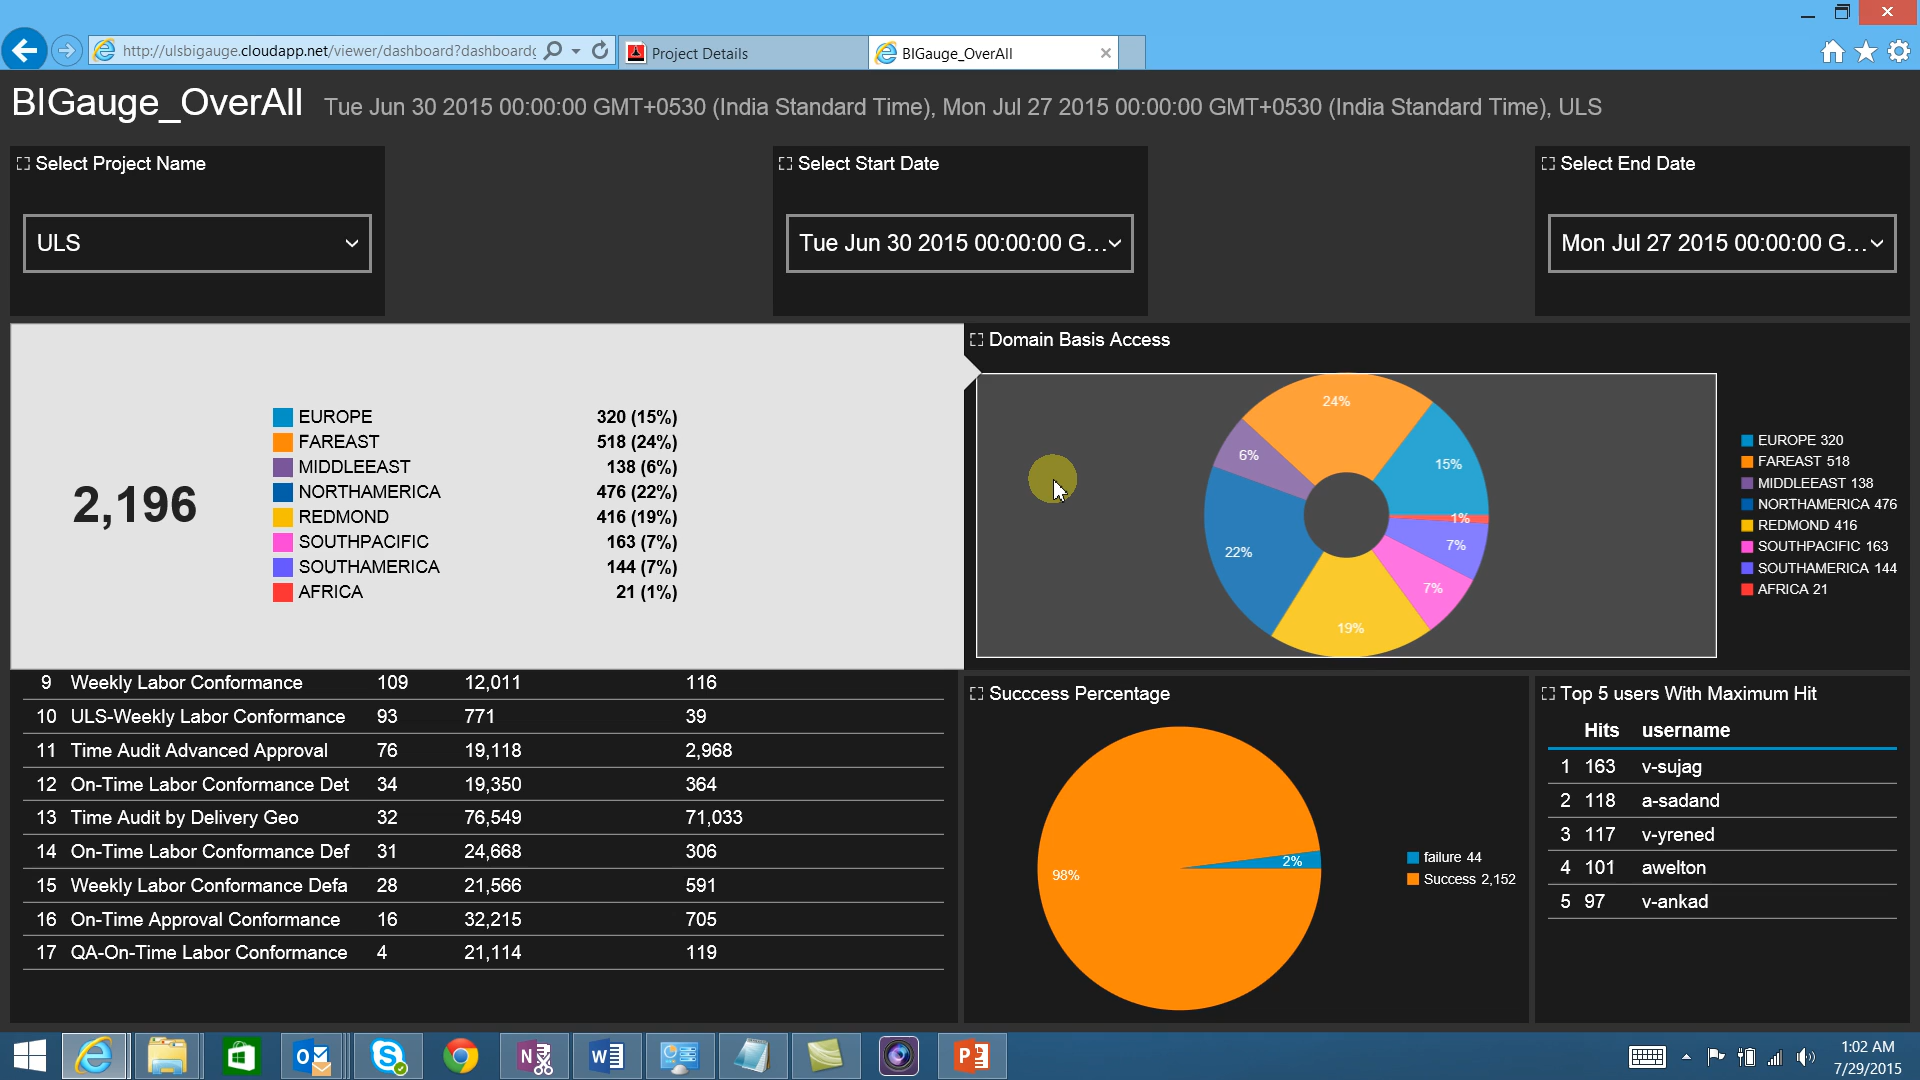 http://ulsbigauge.cloudapp.net/viewer/dashboard?dashboardc
Project Details
BIGauge_OverAll
BIGauge_OverAll Tue Jun 30 2015 00:00:00 GMT+0530 (India Standard Time), Mon Jul 27 2015 00:00:00 GMT+0530 (India Standard Time), ULS
Select Project Name
ULS
Select Start Date
Tue Jun 30 2015 00:00:00 G...
Select End Date
Mon Jul 27 2015 00:00:00 G...
2,196
EUROPE 320 (15%)
FAREAST 518 (24%)
MIDDLEEAST 138 (6%)
NORTHAMERICA 476 (22%)
REDMOND 416 (19%)
SOUTHPACIFIC 163 (7%)
SOUTHAMERICA 144 (7%)
AFRICA 21 (1%)
Domain Basis Access
24%
15%
6%
1%
7%
22%
7%
19%
EUROPE 320
FAREAST 518
MIDDLEEAST 138
NORTHAMERICA 476
REDMOND 416
SOUTHPACIFIC 163
SOUTHAMERICA 144
AFRICA 21
9 Weekly Labor Conformance 109 12,011 116
10 ULS-Weekly Labor Conformance 93 771 39
11 Time Audit Advanced Approval 76 19,118 2,968
12 On-Time Labor Conformance Det 34 19,350 364
13 Time Audit by Delivery Geo 32 76,549 71,033
14 On-Time Labor Conformance Def 31 24,668 306
15 Weekly Labor Conformance Defa 28 21,566 591
16 On-Time Approval Conformance 16 32,215 705
17 QA-On-Time Labor Conformance 4 21,114 119
Succcess Percentage
2%
98%
failure 44
Success 2,152
Top 5 users With Maximum Hit
Hits username
1 163 v-sujag
2 118 a-sadand
3 117 v-yrened
4 101 awelton
5 97 v-ankad
1:02 AM
7/29/2015